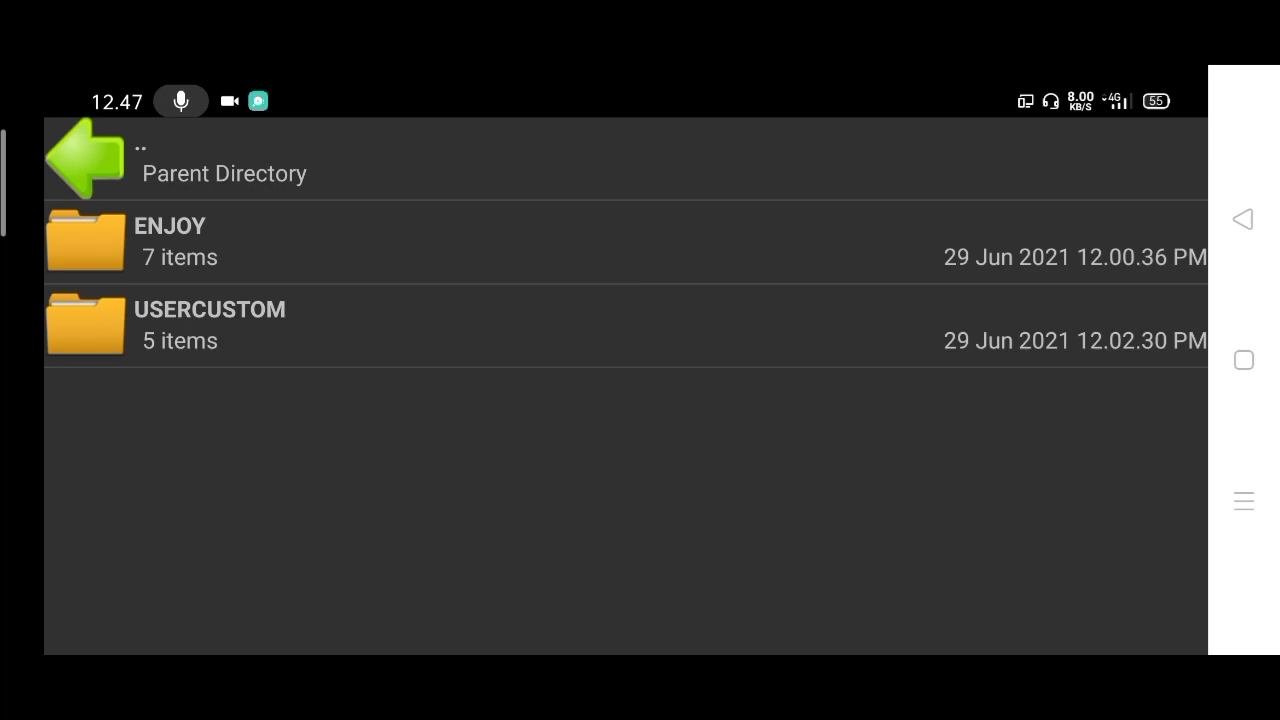 12.47
8.00 KB/S 4G 55
..
Parent Directory
ENJOY
7 items 29 Jun 2021 12.00.36 PM
USERCUSTOM
5 items 29 Jun 2021 12.02.30 PM